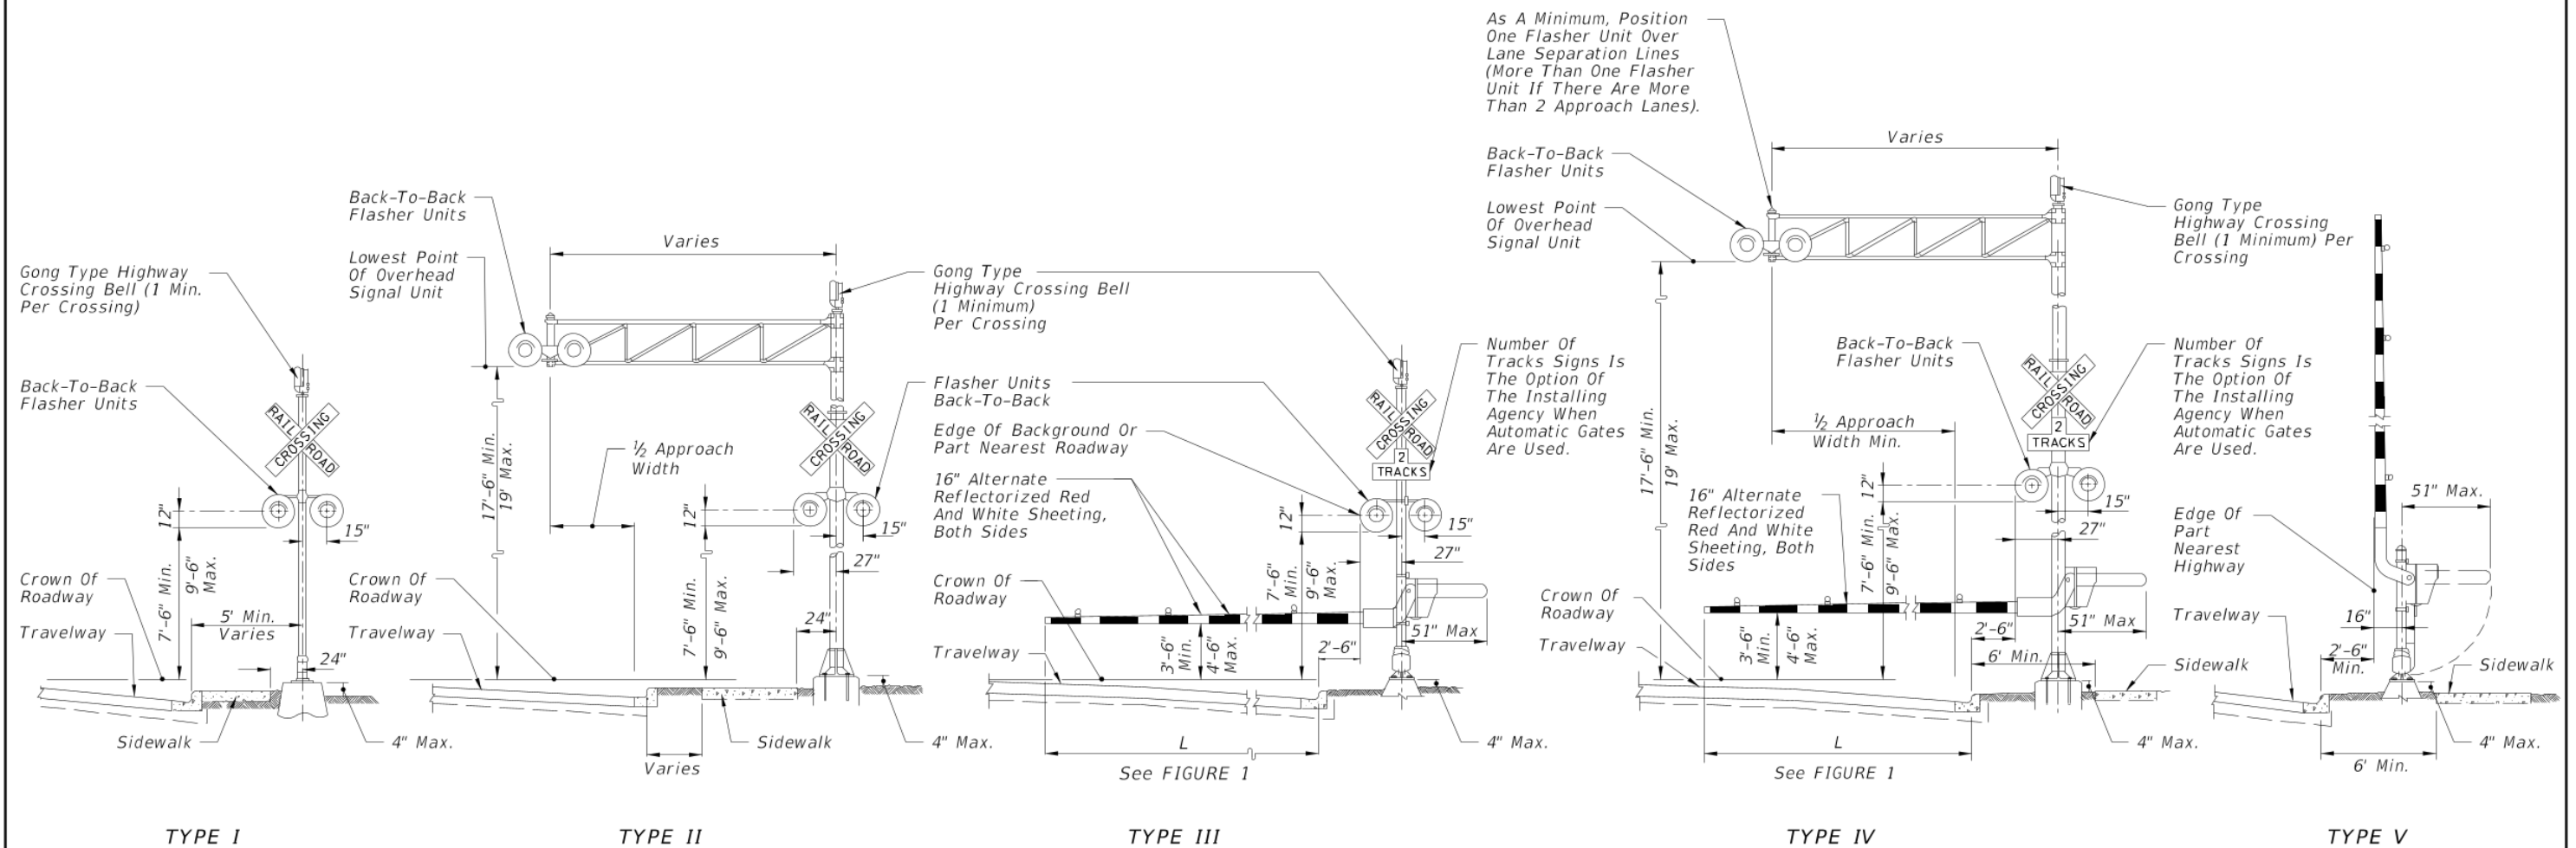 Gong Type Highway
Crossing Bell (1 Min.
Per Crossing)
Back-To-Back
Flasher Units
RAIL ROAD
CROSSING
12"
15"
7'-6" Min.
9'-6"
Max.
Crown Of
Roadway
5' Min.
Varies
Travelway
24"
Sidewalk
4" Max.
TYPE I
Back-To-Back
Flasher Units
Lowest Point
Of Overhead
Signal Unit
Varies
17'-6" Min.
19' Max.
½ Approach
Width
RAIL ROAD
CROSSING
12"
15"
27"
7'-6" Min.
9'-6" Max.
Crown Of
Roadway
24"
Travelway
Sidewalk
4" Max.
Varies
TYPE II
Gong Type
Highway Crossing Bell
(1 Minimum)
Per Crossing
Flasher Units
Back-To-Back
Edge Of Background Or
Part Nearest Roadway
16" Alternate
Reflectorized Red
And White Sheeting,
Both Sides
Number Of
Tracks Signs Is
The Option Of
The Installing
Agency When
Automatic Gates
Are Used.
RAIL ROAD
CROSSING
2
TRACKS
12"
15"
27"
7'-6"
Min.
9'-6"
Max.
Crown Of
Roadway
Travelway
3'-6"
Min.
4'-6"
Max.
2'-6"
51" Max
4" Max.
L
See FIGURE 1
TYPE III
As A Minimum, Position
One Flasher Unit Over
Lane Separation Lines
(More Than One Flasher
Unit If There Are More
Than 2 Approach Lanes).
Back-To-Back
Flasher Units
Lowest Point
Of Overhead
Signal Unit
Varies
Gong Type
Highway Crossing
Bell (1 Minimum) Per
Crossing
17'-6" Min.
19' Max.
Back-To-Back
Flasher Units
½ Approach
Width Min.
RAIL ROAD
CROSSING
2
TRACKS
Number Of
Tracks Signs Is
The Option Of
The Installing
Agency When
Automatic Gates
Are Used.
16" Alternate
Reflectorized
Red And White
Sheeting, Both
Sides
12"
15"
27"
7'-6" Min.
9'-6" Max.
Crown Of
Roadway
Travelway
3'-6"
Min.
4'-6"
Max.
2'-6"
51" Max
6' Min.
Sidewalk
4" Max.
L
See FIGURE 1
TYPE IV
51" Max.
Edge Of
Part
Nearest
Highway
Travelway
16"
2'-6"
Min.
Sidewalk
4" Max.
6' Min.
TYPE V